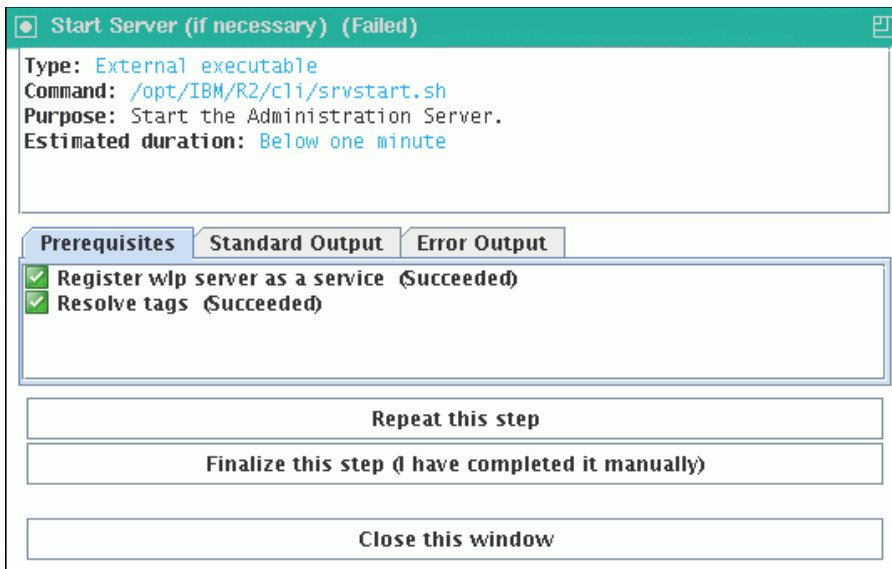 Start Server (if necessary) (Failed)
Type: External executable
Command: /opt/IBM/R2/cli/srvstart.sh
Purpose: Start the Administration Server.
Estimated duration: Below one minute
Prerequisites Standard Output Error Output
Register wlp server as a service (Succeeded)
Resolve tags (Succeeded)
Repeat this step
Finalize this step (I have completed it manually)
Close this window